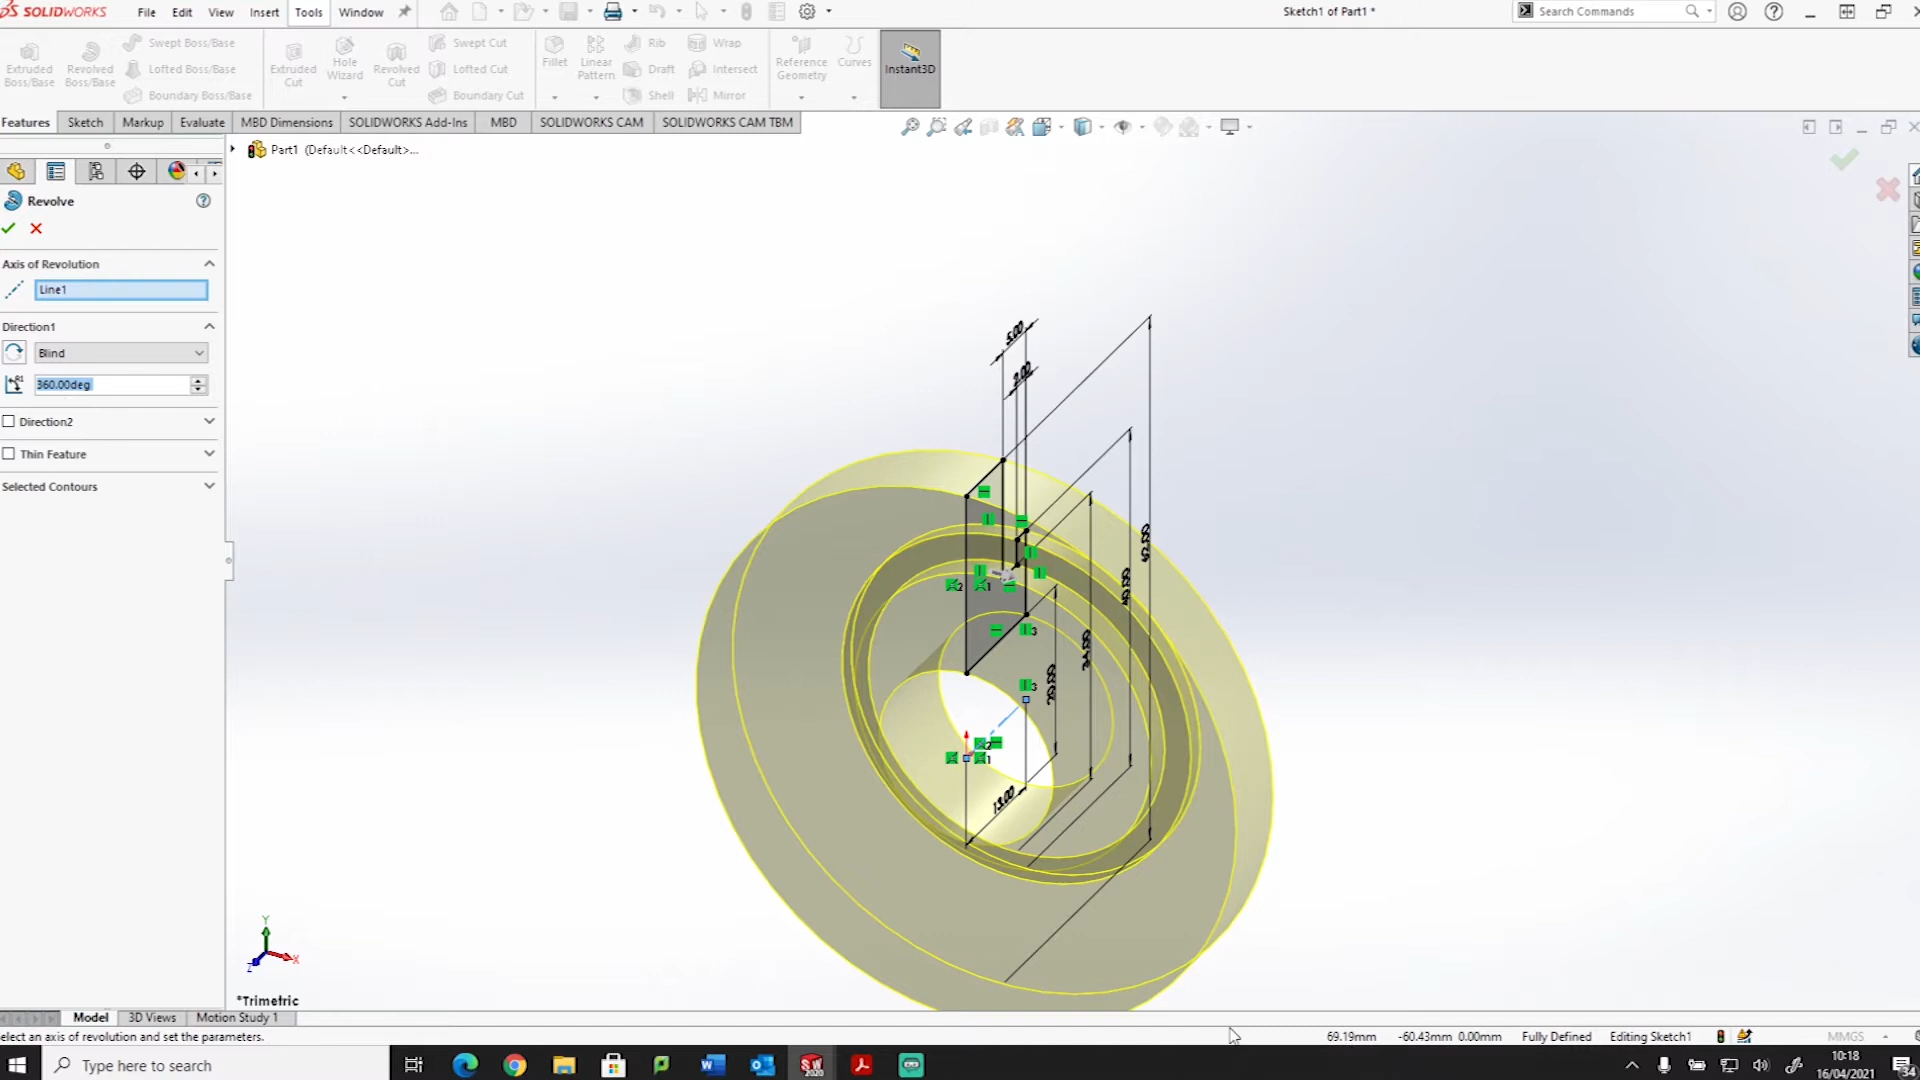 SOLIDWORKS File Edit View Insert Tools Window Sketch1 of Part1 * Search Commands
Extruded Boss/Base
Revolved Boss/Base
Swept Boss/Base
Lofted Boss/Base
Boundary Boss/Base
Extruded Cut
Hole Wizard
Revolved Cut
Swept Cut
Lofted Cut
Boundary Cut
Fillet
Linear Pattern
Rib
Draft
Shell
Wrap
Intersect
Mirror
Reference Geometry
Curves
Instant3D
Features Sketch Markup Evaluate MBD Dimensions SOLIDWORKS Add-Ins MBD SOLIDWORKS CAM SOLIDWORKS CAM TBM
Part1 (Default<<Default>...
Revolve
Axis of Revolution
Line1
Direction1
Blind
360.00deg
Direction2
Thin Feature
Selected Contours
5.00
13.00
Y
X
Z
*Trimetric
Model 3D Views Motion Study 1
elect an axis of revolution and set the parameters. 69.19mm -60.43mm 0.00mm Fully Defined Editing Sketch1 MMGS
Type here to search
10:18
16/04/2021
34